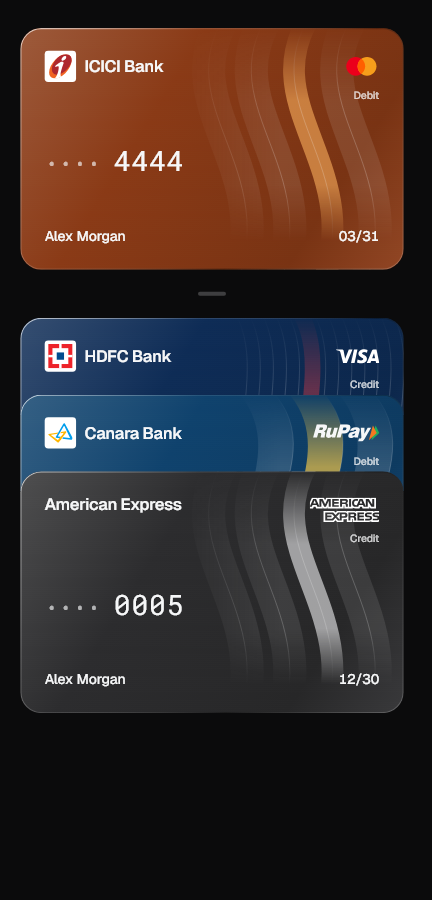 ICICI Bank
Debit
•••• 4444
Alex Morgan 03/31
HDFC Bank VISA
Credit
Canara Bank RuPay
Debit
American Express AMERICAN
EXPRESS
Credit
•••• 0005
Alex Morgan 12/30